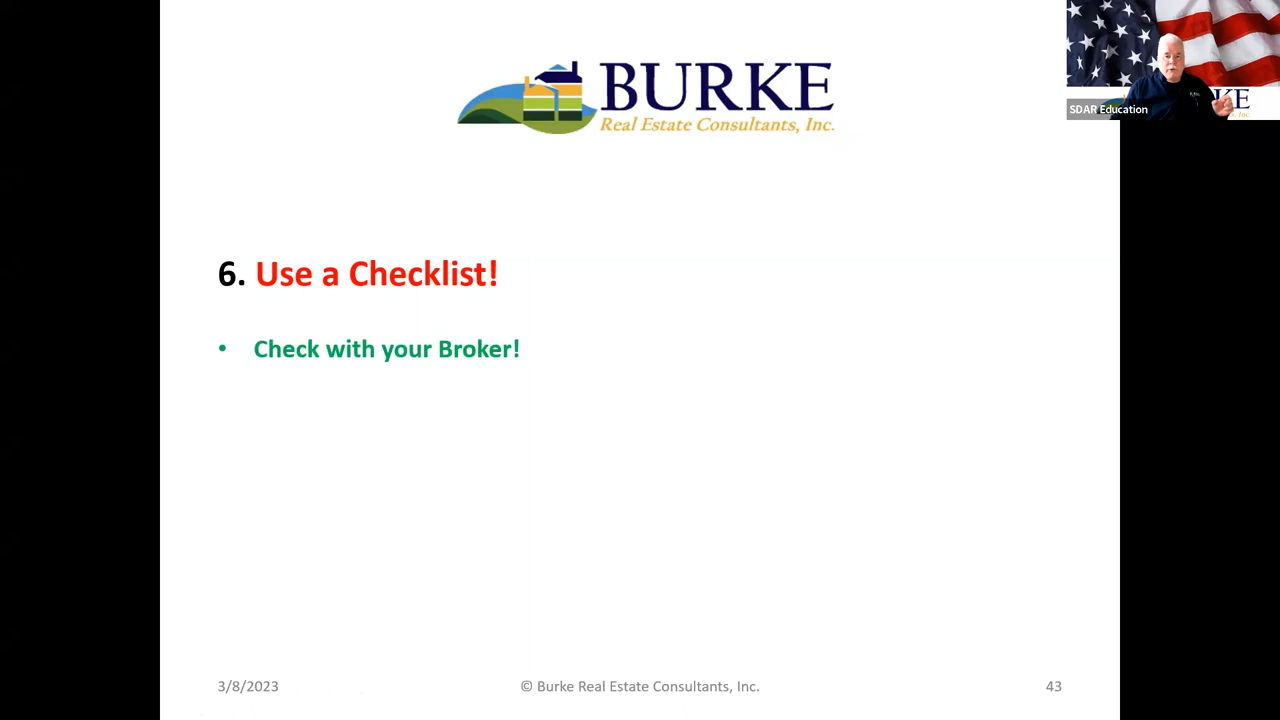 BURKE
Real Estate Consultants, Inc.
SDAR Education
6. Use a Checklist!
• Check with your Broker!
3/8/2023
© Burke Real Estate Consultants, Inc.
43